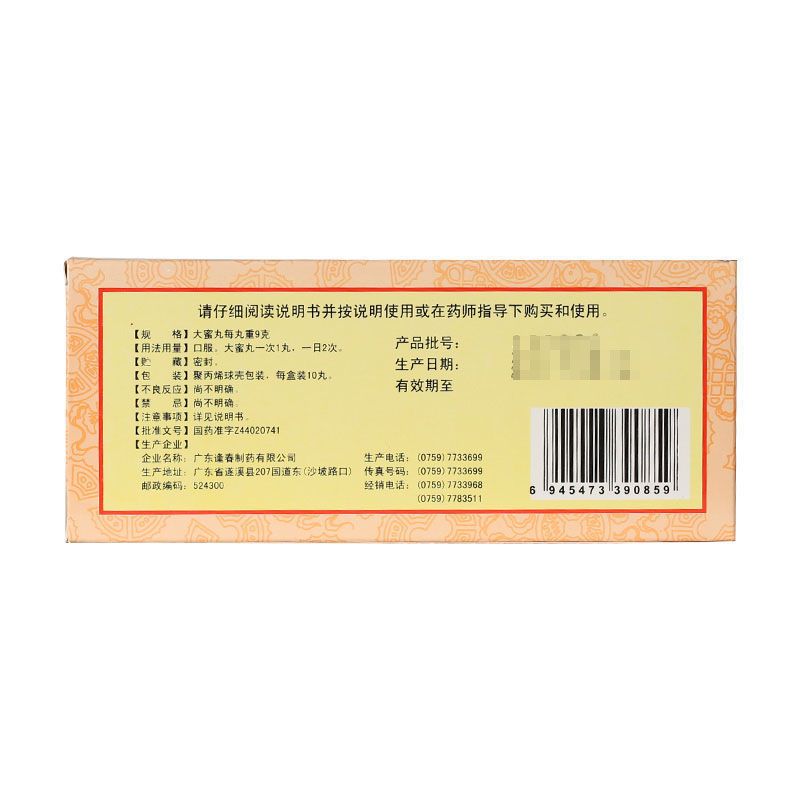 请仔细阅读说明书并按说明使用或在药师指导下购买和使用。
【规 格】大蜜丸每丸重9克
【用法用量】口服。大蜜丸一次1丸，一日2次。
【贮 藏】密封。
【包 装】聚丙烯球壳包装，每盒装10丸。
【不良反应】尚不明确。
【禁 忌】尚不明确。
【注意事项】详见说明书。
【批准文号】国药准字Z44020741
【生产企业】
企业名称：广东逢春制药有限公司
生产地址：广东省遂溪县207国道东(沙坡路口)
邮政编码：524300
产品批号：
生产日期：
有效期至
生产电话：(0759)7733699
传真号码：(0759)7733699
经销电话：(0759)7733968
(0759)7783511
6 945473 390859